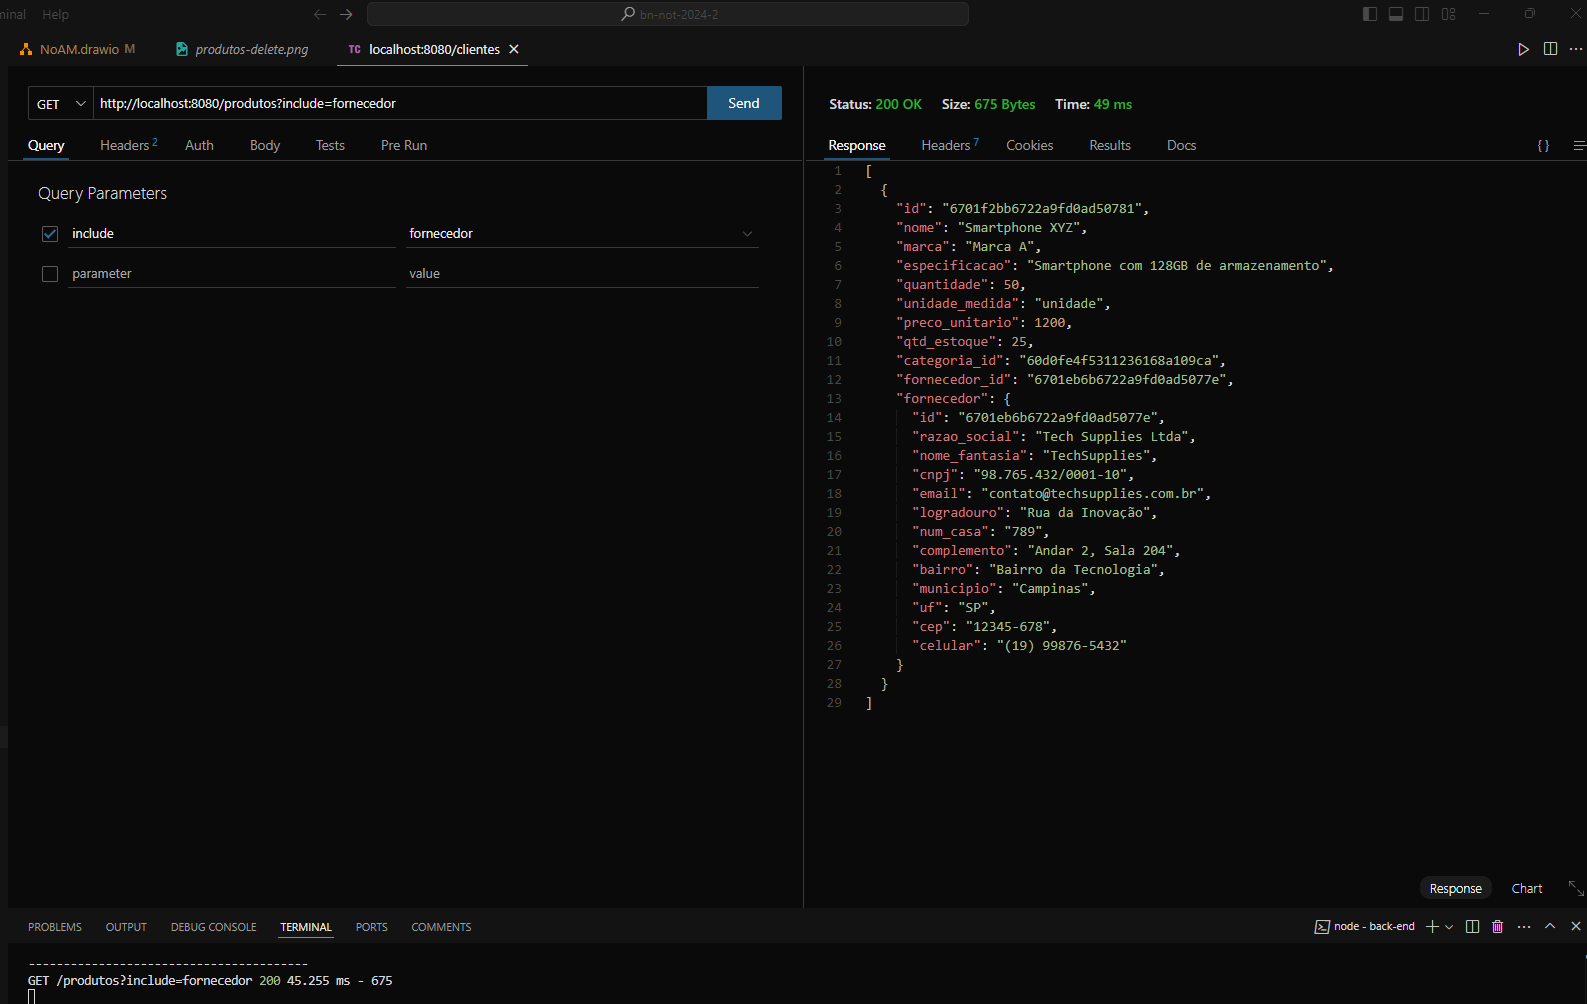 minal Help
bn-not-2024-2
NoAM.drawio M
produtos-delete.png
TC localhost:8080/clientes
GET http://localhost:8080/produtos?include=fornecedor Send
Query Headers 2 Auth Body Tests Pre Run
Query Parameters
include fornecedor
parameter value
Status: 200 OK Size: 675 Bytes Time: 49 ms
Response Headers 7 Cookies Results Docs {}
1 [
2 {
3 "id": "6701f2bb6722a9fd0ad50781",
4 "nome": "Smartphone XYZ",
5 "marca": "Marca A",
6 "especificacao": "Smartphone com 128GB de armazenamento",
7 "quantidade": 50,
8 "unidade_medida": "unidade",
9 "preco_unitario": 1200,
10 "qtd_estoque": 25,
11 "categoria_id": "60d0fe4f5311236168a109ca",
12 "fornecedor_id": "6701eb6b6722a9fd0ad5077e",
13 "fornecedor": {
14 "id": "6701eb6b6722a9fd0ad5077e",
15 "razao_social": "Tech Supplies Ltda",
16 "nome_fantasia": "TechSupplies",
17 "cnpj": "98.765.432/0001-10",
18 "email": "contato@techsupplies.com.br",
19 "logradouro": "Rua da Inovação",
20 "num_casa": "789",
21 "complemento": "Andar 2, Sala 204",
22 "bairro": "Bairro da Tecnologia",
23 "municipio": "Campinas",
24 "uf": "SP",
25 "cep": "12345-678",
26 "celular": "(19) 99876-5432"
27 }
28 }
29 ]
Response Chart
PROBLEMS OUTPUT DEBUG CONSOLE TERMINAL PORTS COMMENTS
node - back-end
----------------------------------------
GET /produtos?include=fornecedor 200 45.255 ms - 675